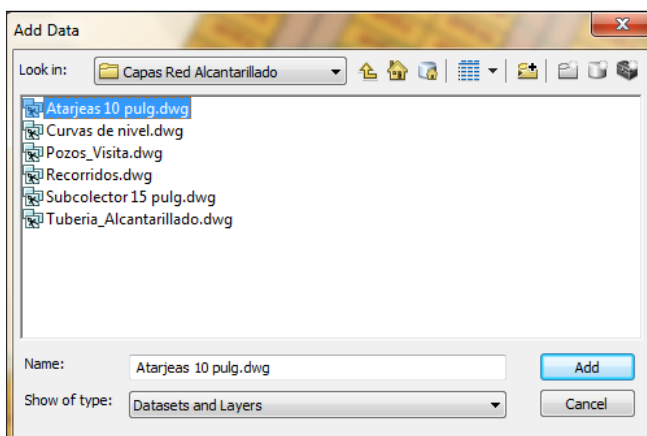 Add Data
Look in: Capas Red Alcantarillado
Atarjeas 10 pulg.dwg
Curvas de nivel.dwg
Pozos_Visita.dwg
Recorridos.dwg
Subcolector 15 pulg.dwg
Tuberia_Alcantarillado.dwg
Name: Atarjeas 10 pulg.dwg Add
Show of type: Datasets and Layers Cancel